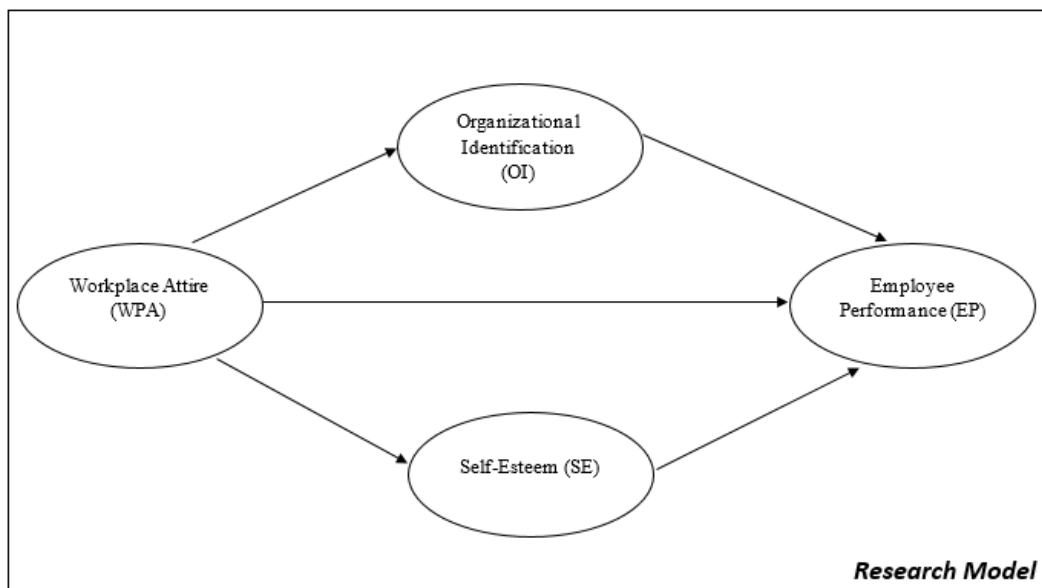 Organizational
Identification
(OI)
Workplace Attire
(WPA)
Employee
Performance (EP)
Self-Esteem (SE)
Research Model